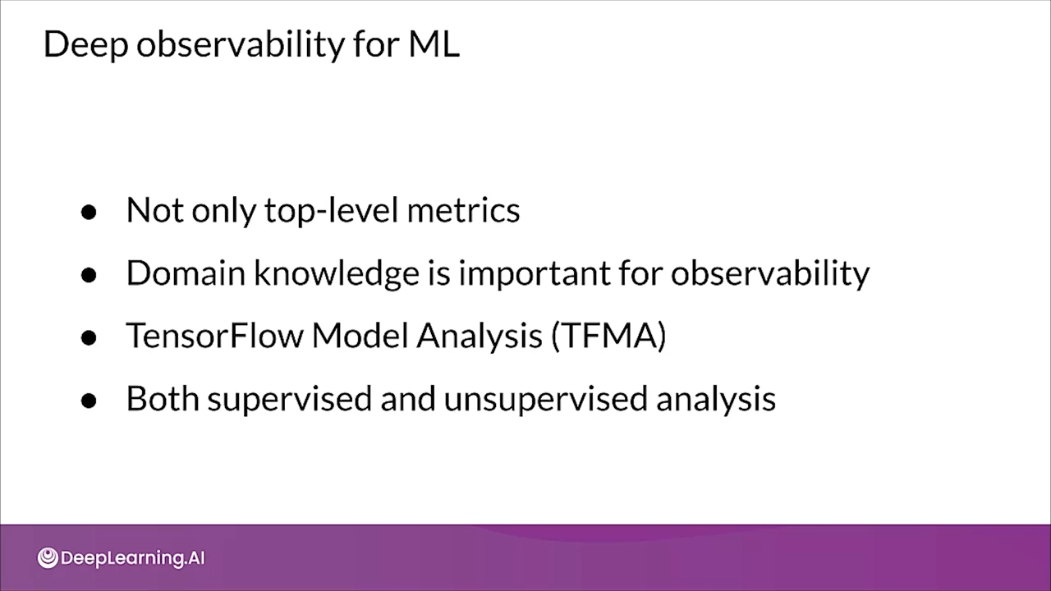 Deep observability for ML
● Not only top-level metrics
● Domain knowledge is important for observability
● TensorFlow Model Analysis (TFMA)
● Both supervised and unsupervised analysis
DeepLearning.AI